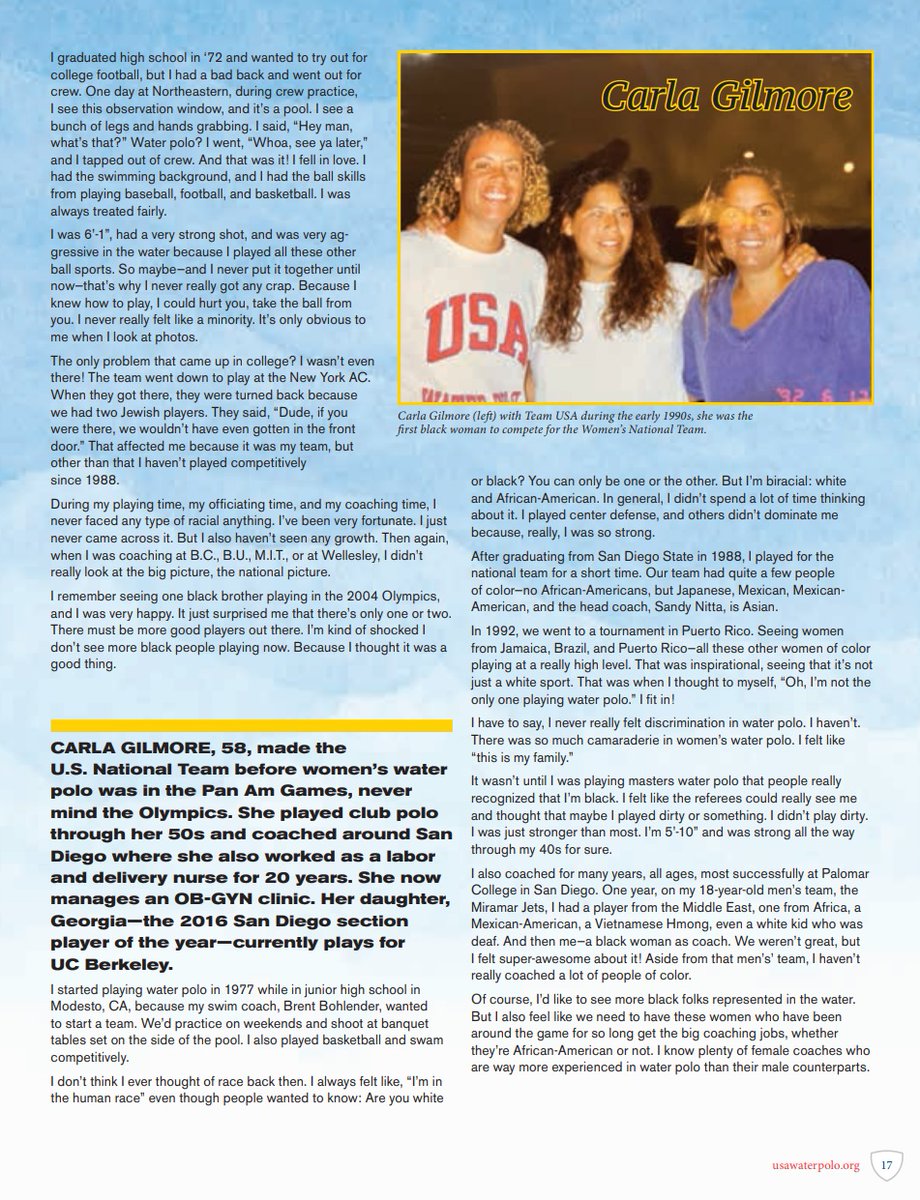 I graduated high school in ‘72 and wanted to try out for
college football, but I had a bad back and went out for
crew. One day at Northeastern, during crew practice,
I see this observation window, and it’s a pool. I see a
bunch of legs and hands grabbing. I said, “Hey man,
what’s that?” Water polo? I went, “Whoa, see ya later,”
and I tapped out of crew. And that was it! I fell in love. I
had the swimming background, and I had the ball skills
from playing baseball, football, and basketball. I was
always treated fairly.
I was 6’-1”, had a very strong shot, and was very ag-
gressive in the water because I played all these other
ball sports. So maybe—and I never put it together until
now—that’s why I never really got any crap. Because I
knew how to play, I could hurt you, take the ball from
you. I never really felt like a minority. It’s only obvious to
me when I look at photos.
The only problem that came up in college? I wasn’t even
there! The team went down to play at the New York AC.
When they got there, they were turned back because
we had two Jewish players. They said, “Dude, if you
were there, we wouldn’t have even gotten in the front
door.” That affected me because it was my team, but
other than that I haven’t played competitively
since 1988.
During my playing time, my officiating time, and my coaching time, I
never faced any type of racial anything. I’ve been very fortunate. I just
never came across it. But I also haven’t seen any growth. Then again,
when I was coaching at B.C., B.U., M.I.T., or at Wellesley, I didn’t
really look at the big picture, the national picture.
I remember seeing one black brother playing in the 2004 Olympics,
and I was very happy. It just surprised me that there’s only one or two.
There must be more good players out there. I’m kind of shocked I
don’t see more black people playing now. Because I thought it was a
good thing.
Carla Gilmore
USA
WATER POLO
'92 6 12
Carla Gilmore (left) with Team USA during the early 1990s, she was the
first black woman to compete for the Women’s National Team.
CARLA GILMORE, 58, made the
U.S. National Team before women’s water
polo was in the Pan Am Games, never
mind the Olympics. She played club polo
through her 50s and coached around San
Diego where she also worked as a labor
and delivery nurse for 20 years. She now
manages an OB-GYN clinic. Her daughter,
Georgia—the 2016 San Diego section
player of the year—currently plays for
UC Berkeley.
I started playing water polo in 1977 while in junior high school in
Modesto, CA, because my swim coach, Brent Bohlender, wanted
to start a team. We’d practice on weekends and shoot at banquet
tables set on the side of the pool. I also played basketball and swam
competitively.
I don’t think I ever thought of race back then. I always felt like, “I’m in
the human race” even though people wanted to know: Are you white
or black? You can only be one or the other. But I’m biracial: white
and African-American. In general, I didn’t spend a lot of time thinking
about it. I played center defense, and others didn’t dominate me
because, really, I was so strong.
After graduating from San Diego State in 1988, I played for the
national team for a short time. Our team had quite a few people
of color—no African-Americans, but Japanese, Mexican, Mexican-
American, and the head coach, Sandy Nitta, is Asian.
In 1992, we went to a tournament in Puerto Rico. Seeing women
from Jamaica, Brazil, and Puerto Rico—all these other women of color
playing at a really high level. That was inspirational, seeing that it’s not
just a white sport. That was when I thought to myself, “Oh, I’m not the
only one playing water polo.” I fit in!
I have to say, I never really felt discrimination in water polo. I haven’t.
There was so much camaraderie in women’s water polo. I felt like
“this is my family.”
It wasn’t until I was playing masters water polo that people really
recognized that I’m black. I felt like the referees could really see me
and thought that maybe I played dirty or something. I didn’t play dirty.
I was just stronger than most. I’m 5’-10” and was strong all the way
through my 40s for sure.
I also coached for many years, all ages, most successfully at Palomar
College in San Diego. One year, on my 18-year-old men’s team, the
Miramar Jets, I had a player from the Middle East, one from Africa, a
Mexican-American, a Vietnamese Hmong, even a white kid who was
deaf. And then me—a black woman as coach. We weren’t great, but
I felt super-awesome about it! Aside from that men’s’ team, I haven’t
really coached a lot of people of color.
Of course, I’d like to see more black folks represented in the water.
But I also feel like we need to have these women who have been
around the game for so long get the big coaching jobs, whether
they’re African-American or not. I know plenty of female coaches who
are way more experienced in water polo than their male counterparts.
usawaterpolo.org 17